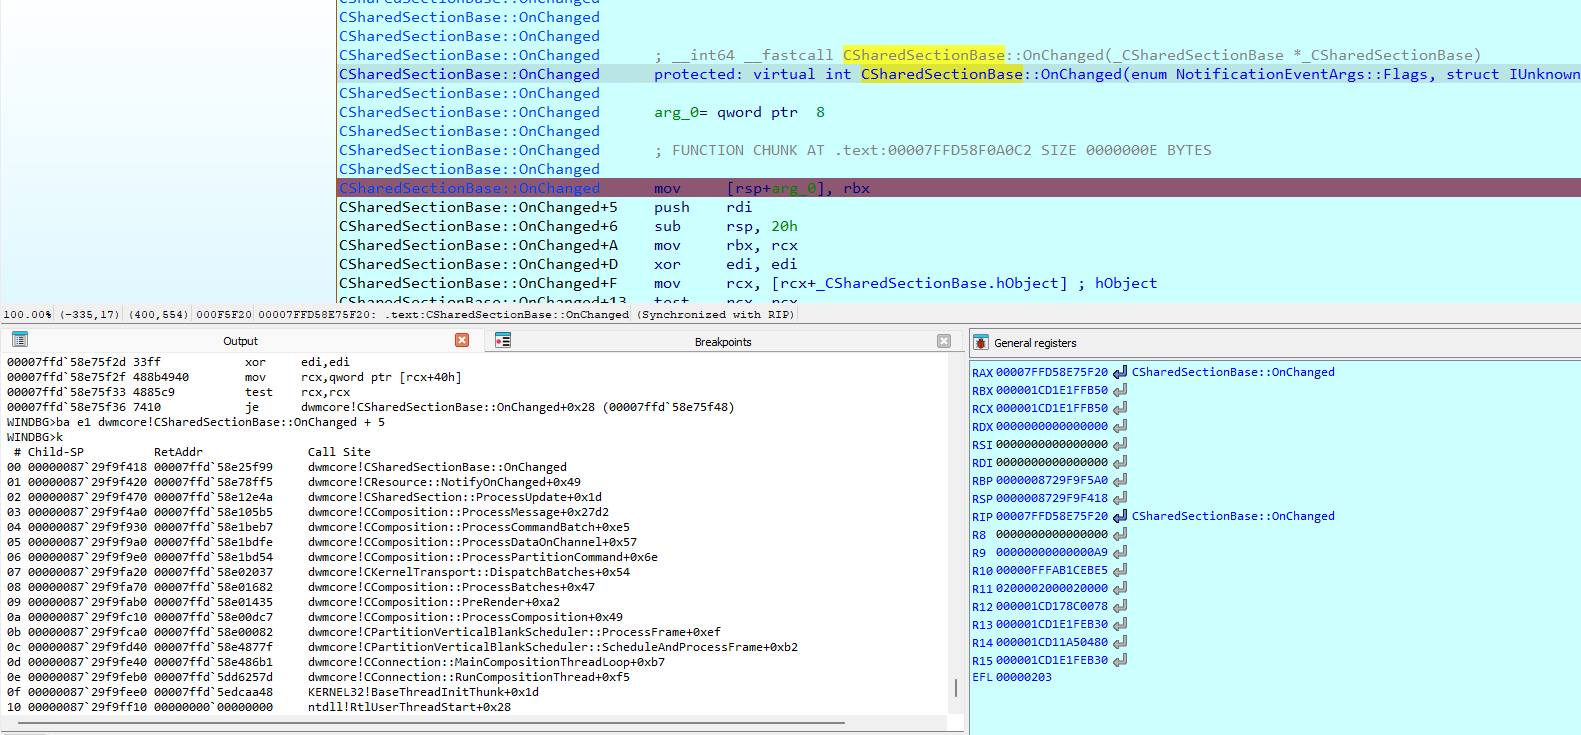 CSharedSectionBase::OnChanged
CSharedSectionBase::OnChanged
CSharedSectionBase::OnChanged
CSharedSectionBase::OnChanged ; __int64 __fastcall CSharedSectionBase::OnChanged(_CSharedSectionBase *_CSharedSectionBase)
CSharedSectionBase::OnChanged protected: virtual int CSharedSectionBase::OnChanged(enum NotificationEventArgs::Flags, struct IUnknown
CSharedSectionBase::OnChanged
CSharedSectionBase::OnChanged arg_0= qword ptr 8
CSharedSectionBase::OnChanged
CSharedSectionBase::OnChanged ; FUNCTION CHUNK AT .text:00007FFD58F0A0C2 SIZE 0000000E BYTES
CSharedSectionBase::OnChanged
CSharedSectionBase::OnChanged mov [rsp+arg_0], rbx
CSharedSectionBase::OnChanged+5 push rdi
CSharedSectionBase::OnChanged+6 sub rsp, 20h
CSharedSectionBase::OnChanged+A mov rbx, rcx
CSharedSectionBase::OnChanged+D xor edi, edi
CSharedSectionBase::OnChanged+F mov rcx, [rcx+_CSharedSectionBase.hObject] ; hObject
CSharedSectionBase::OnChanged+13 test rcx, rcx
100.00% (-335,17) (400,554) 000F5F20 00007FFD58E75F20: .text:CSharedSectionBase::OnChanged (Synchronized with RIP)
Output
Breakpoints
00007ffd`58e75f2d 33ff xor edi,edi
00007ffd`58e75f2f 488b4940 mov rcx,qword ptr [rcx+40h]
00007ffd`58e75f33 4885c9 test rcx,rcx
00007ffd`58e75f36 7410 je dwmcore!CSharedSectionBase::OnChanged+0x28 (00007ffd`58e75f48)
WINDBG>ba e1 dwmcore!CSharedSectionBase::OnChanged + 5
WINDBG>k
# Child-SP RetAddr Call Site
00 00000087`29f9f418 00007ffd`58e25f99 dwmcore!CSharedSectionBase::OnChanged
01 00000087`29f9f420 00007ffd`58e78ff5 dwmcore!CResource::NotifyOnChanged+0x49
02 00000087`29f9f470 00007ffd`58e12e4a dwmcore!CSharedSection::ProcessUpdate+0x1d
03 00000087`29f9f4a0 00007ffd`58e105b5 dwmcore!CComposition::ProcessMessage+0x27d2
04 00000087`29f9f930 00007ffd`58e1beb7 dwmcore!CComposition::ProcessCommandBatch+0xe5
05 00000087`29f9f9a0 00007ffd`58e1bdfe dwmcore!CComposition::ProcessDataOnChannel+0x57
06 00000087`29f9f9e0 00007ffd`58e1bd54 dwmcore!CComposition::ProcessPartitionCommand+0x6e
07 00000087`29f9fa20 00007ffd`58e02037 dwmcore!CKernelTransport::DispatchBatches+0x54
08 00000087`29f9fa70 00007ffd`58e01682 dwmcore!CComposition::ProcessBatches+0x47
09 00000087`29f9fab0 00007ffd`58e01435 dwmcore!CComposition::PreRender+0xa2
0a 00000087`29f9fc10 00007ffd`58e00dc7 dwmcore!CComposition::ProcessComposition+0x49
0b 00000087`29f9fca0 00007ffd`58e00082 dwmcore!CPartitionVerticalBlankScheduler::ProcessFrame+0xef
0c 00000087`29f9fd40 00007ffd`58e4877f dwmcore!CPartitionVerticalBlankScheduler::ScheduleAndProcessFrame+0xb2
0d 00000087`29f9fe40 00007ffd`58e486b1 dwmcore!CConnection::MainCompositionThreadLoop+0xb7
0e 00000087`29f9feb0 00007ffd`5dd6257d dwmcore!CConnection::RunCompositionThread+0xf5
0f 00000087`29f9fee0 00007ffd`5edcaa48 KERNEL32!BaseThreadInitThunk+0x1d
10 00000087`29f9ff10 00000000`00000000 ntdll!RtlUserThreadStart+0x28
General registers
RAX 00007FFD58E75F20 CSharedSectionBase::OnChanged
RBX 000001CD1E1FFB50
RCX 000001CD1E1FFB50
RDX 0000000000000000
RSI 0000000000000000
RDI 0000000000000000
RBP 0000008729F9F5A0
RSP 0000008729F9F418
RIP 00007FFD58E75F20 CSharedSectionBase::OnChanged
R8 0000000000000000
R9 00000000000000A9
R10 00000FFFAB1CEBE5
R11 0200002000020000
R12 000001CD178C0078
R13 000001CD1E1FEB30
R14 000001CD11A50480
R15 000001CD1E1FEB30
EFL 00000203